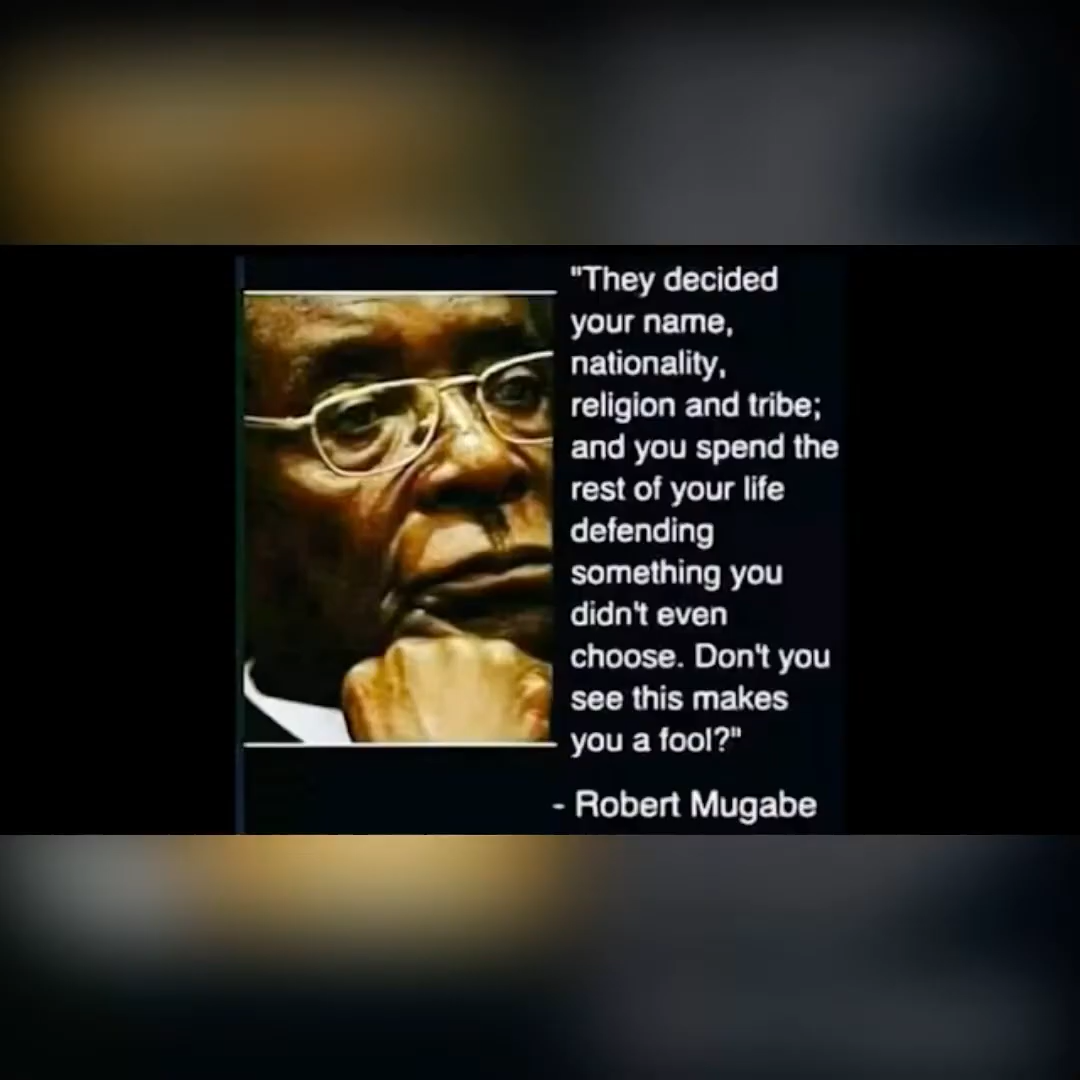 "They decided
your name,
nationality,
religion and tribe;
and you spend the
rest of your life
defending
something you
didn't even
choose. Don't you
see this makes
you a fool?"
- Robert Mugabe